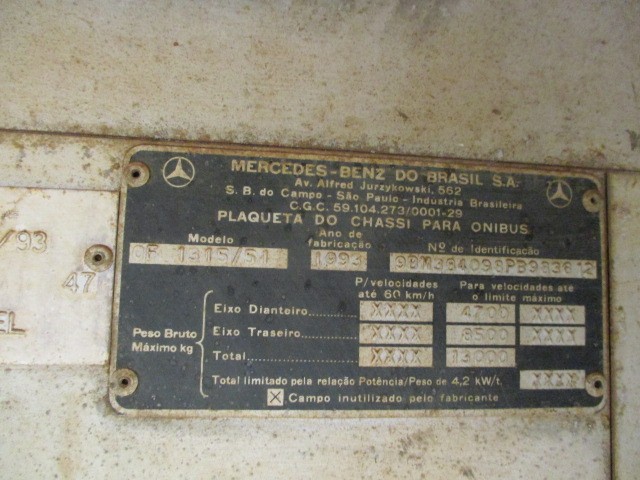 MERCEDES-BENZ DO BRASIL S.A.
Av. Alfred Jurzykowski, 562
S. B. do Campo - São Paulo - Industria Brasileira
C.G.C. 59.104.273/0001-29
PLAQUETA DO CHASSI PARA ONIBUS
Modelo Ano de fabricação Nº de Identificação
OF 1315/51 1993
P/velocidades até 60 km/h Para velocidades até o limite máximo
Peso Bruto Máximo kg
Eixo Dianteiro XXXX 4700 XXXX
Eixo Traseiro XXXX 8500 XXXX
Total XXXX 13000
Total limitado pela relação Potência/Peso de 4,2 kW/t. XXXX
X Campo inutilizado pelo fabricante
/93
47
EL